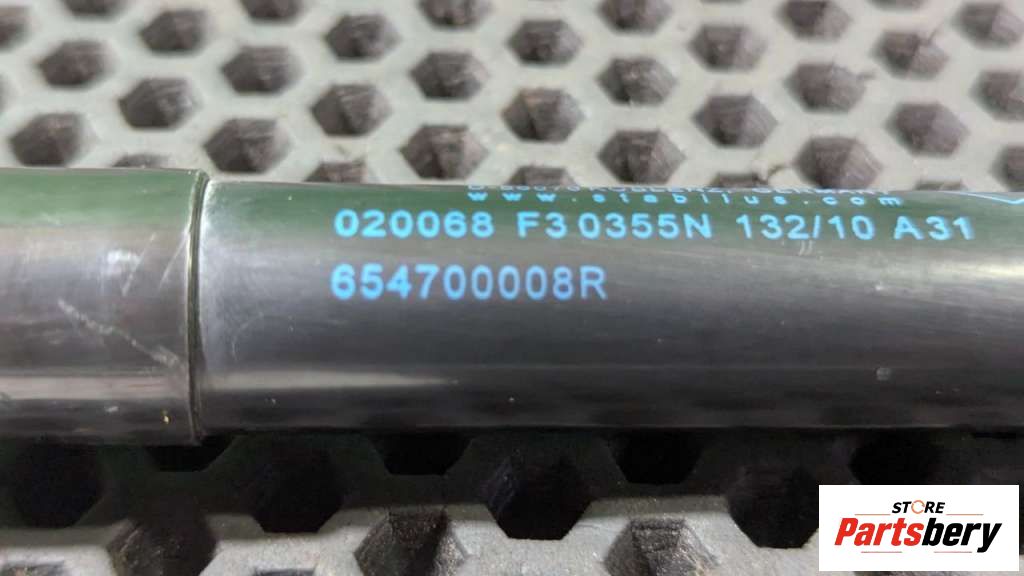 www.stabilus.com
020068 F3 0355N 132/10 A31
654700008R
STORE
Partsbery